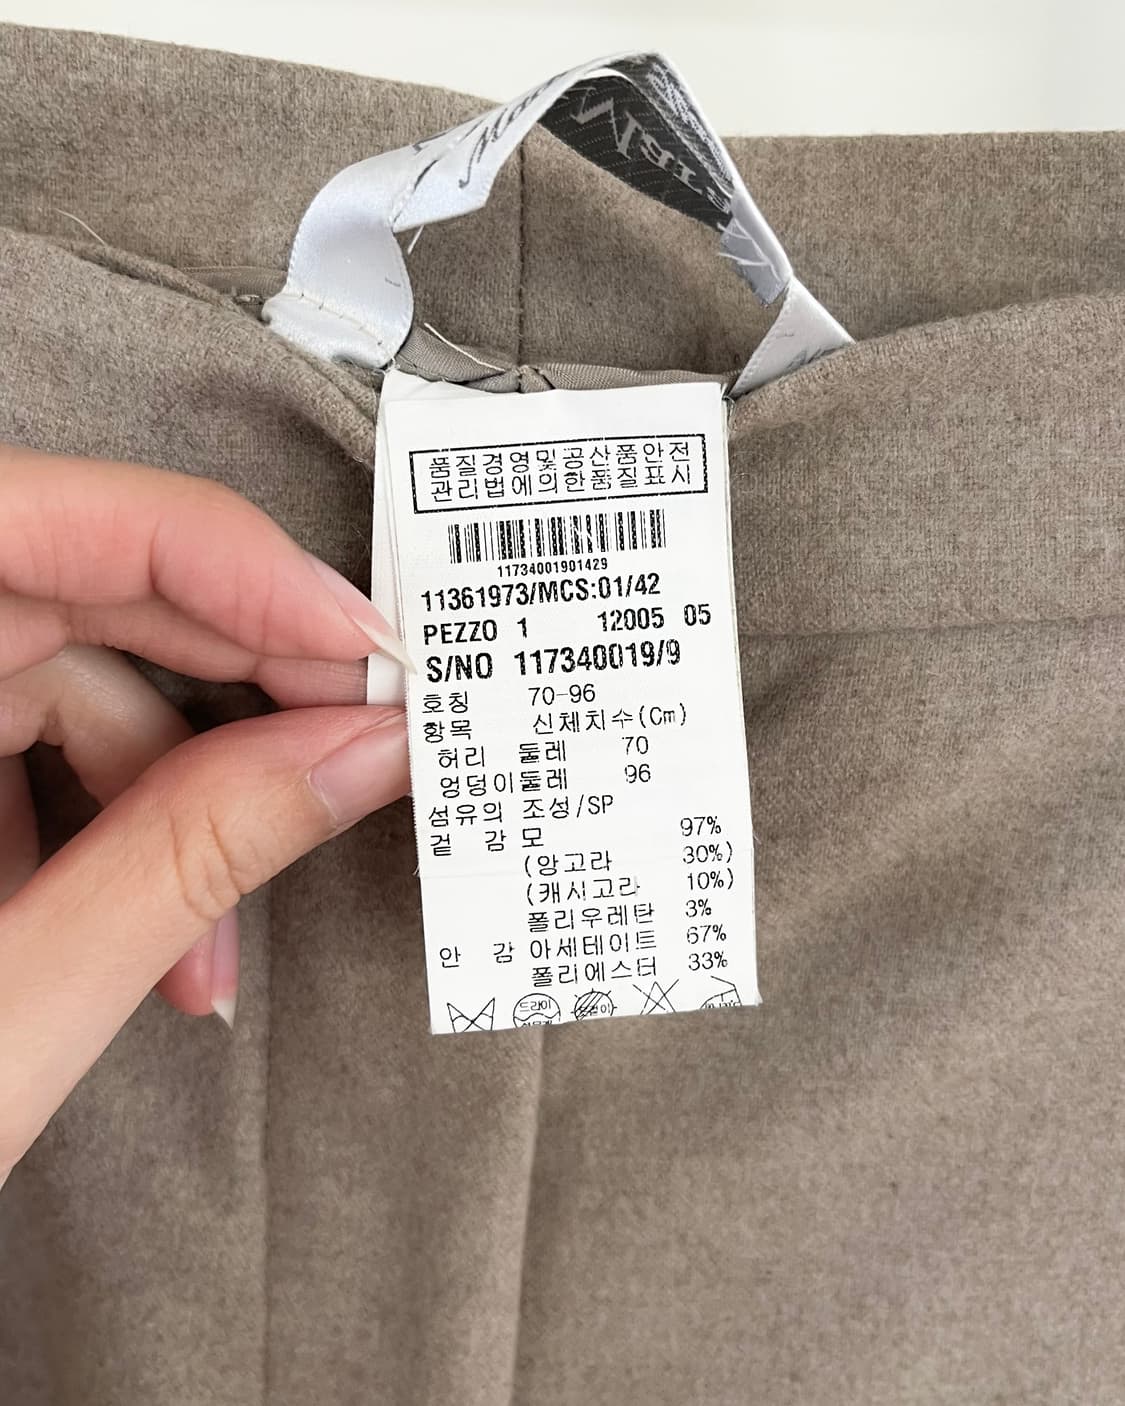 품질경영및공산품안전
관리법에의한품질표시
11734001901429
11361973/MCS:01/42
PEZZO 1 12005 05
S/NO 117340019/9
호칭 70-96
항목 신체치수(Cm)
허리 둘레 70
엉덩이둘레 96
섬유의 조성/SP
겉 감 모 97%
(앙고라 30%)
(캐시고라 10%)
폴리우레탄 3%
안 감 아세테이트 67%
폴리에스터 33%
드라이